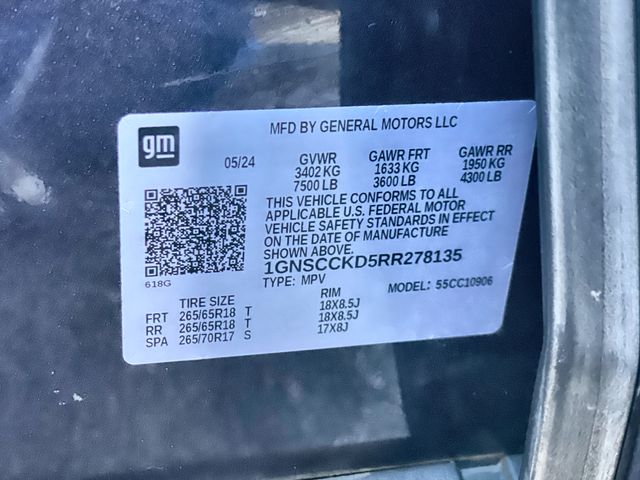 gm
MFD BY GENERAL MOTORS LLC
05/24 GVWR GAWR FRT GAWR RR
3402 KG 1633 KG 1950 KG
7500 LB 3600 LB 4300 LB
THIS VEHICLE CONFORMS TO ALL
APPLICABLE U.S. FEDERAL MOTOR
VEHICLE SAFETY STANDARDS IN EFFECT
ON THE DATE OF MANUFACTURE
SHOWN ABOVE.
1GNSCCKD5RR278135
618G
TYPE: MPV MODEL: 55CC10906
TIRE SIZE RIM
FRT 265/65R18 T 18X8.5J
RR 265/65R18 T 18X8.5J
SPA 265/70R17 S 17X8J